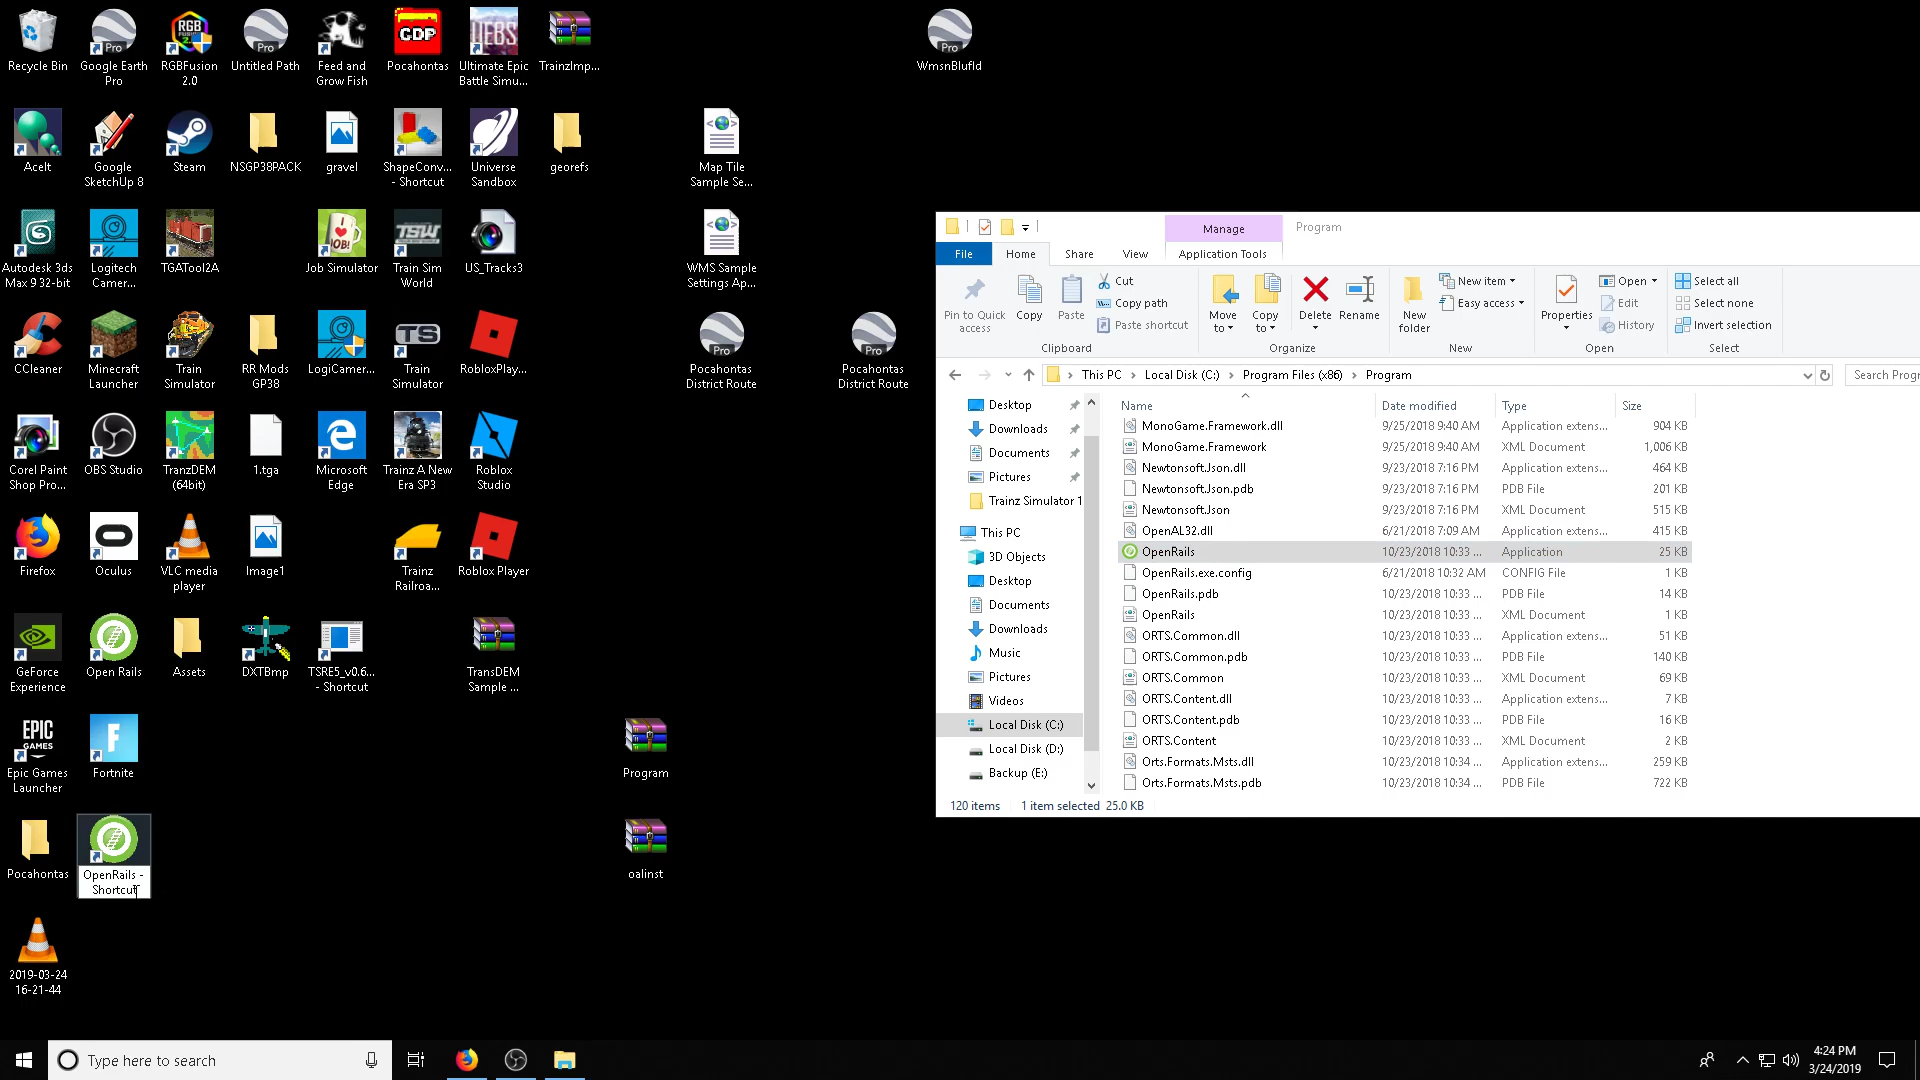 Recycle Bin
Google Earth
Pro
RGBFusion
2.0
Untitled Path
Feed and
Grow Fish
Pocahontas
Ultimate Epic
Battle Simu...
TrainzImp...
WmsnBlufld
AceIt
Google
SketchUp 8
Steam
NSGP38PACK
gravel
ShapeConv...
- Shortcut
Universe
Sandbox
georefs
Map Tile
Sample Se...
Autodesk 3ds
Max 9 32-bit
Logitech
Camer...
TGATool2A
Job Simulator
Train Sim
World
US_Tracks3
WMS Sample
Settings Ap...
CCleaner
Minecraft
Launcher
Train
Simulator
RR Mods
GP38
LogiCamer...
Train
Simulator
RobloxPlay...
Pocahontas
District Route
Pocahontas
District Route
Corel Paint
Shop Pro...
OBS Studio
TranzDEM
(64bit)
1.tga
Microsoft
Edge
Trainz A New
Era SP3
Roblox
Studio
Firefox
Oculus
VLC media
player
Image1
Trainz
Railroa...
Roblox Player
GeForce
Experience
Open Rails
Assets
DXTBmp
TSRE5_v0.6...
- Shortcut
TransDEM
Sample ...
Epic Games
Launcher
Fortnite
Program
Pocahontas
OpenRails -
Shortcut
oalinst
2019-03-24
16-21-44
Manage
Program
File
Home
Share
View
Application Tools
Pin to Quick
access
Copy
Paste
Cut
Copy path
Paste shortcut
Move
to
Copy
to
Delete
Rename
New
folder
New item
Easy access
Properties
Open
Edit
History
Select all
Select none
Invert selection
Clipboard
Organize
New
Open
Select
This PC > Local Disk (C:) > Program Files (x86) > Program
Search Progr
Desktop
Downloads
Documents
Pictures
Trainz Simulator 1
This PC
3D Objects
Desktop
Documents
Downloads
Music
Pictures
Videos
Local Disk (C:)
Local Disk (D:)
Backup (E:)
Name Date modified Type Size
MonoGame.Framework.dll 9/25/2018 9:40 AM Application extens... 904 KB
MonoGame.Framework 9/25/2018 9:40 AM XML Document 1,006 KB
Newtonsoft.Json.dll 9/23/2018 7:16 PM Application extens... 464 KB
Newtonsoft.Json.pdb 9/23/2018 7:16 PM PDB File 201 KB
Newtonsoft.Json 9/23/2018 7:16 PM XML Document 515 KB
OpenAL32.dll 6/21/2018 7:09 AM Application extens... 415 KB
OpenRails 10/23/2018 10:33 ... Application 25 KB
OpenRails.exe.config 6/21/2018 10:32 AM CONFIG File 1 KB
OpenRails.pdb 10/23/2018 10:33 ... PDB File 14 KB
OpenRails 10/23/2018 10:33 ... XML Document 1 KB
ORTS.Common.dll 10/23/2018 10:33 ... Application extens... 51 KB
ORTS.Common.pdb 10/23/2018 10:33 ... PDB File 140 KB
ORTS.Common 10/23/2018 10:33 ... XML Document 69 KB
ORTS.Content.dll 10/23/2018 10:33 ... Application extens... 7 KB
ORTS.Content.pdb 10/23/2018 10:33 ... PDB File 16 KB
ORTS.Content 10/23/2018 10:33 ... XML Document 2 KB
Orts.Formats.Msts.dll 10/23/2018 10:34 ... Application extens... 259 KB
Orts.Formats.Msts.pdb 10/23/2018 10:34 ... PDB File 722 KB
120 items 1 item selected 25.0 KB
Type here to search
4:24 PM
3/24/2019